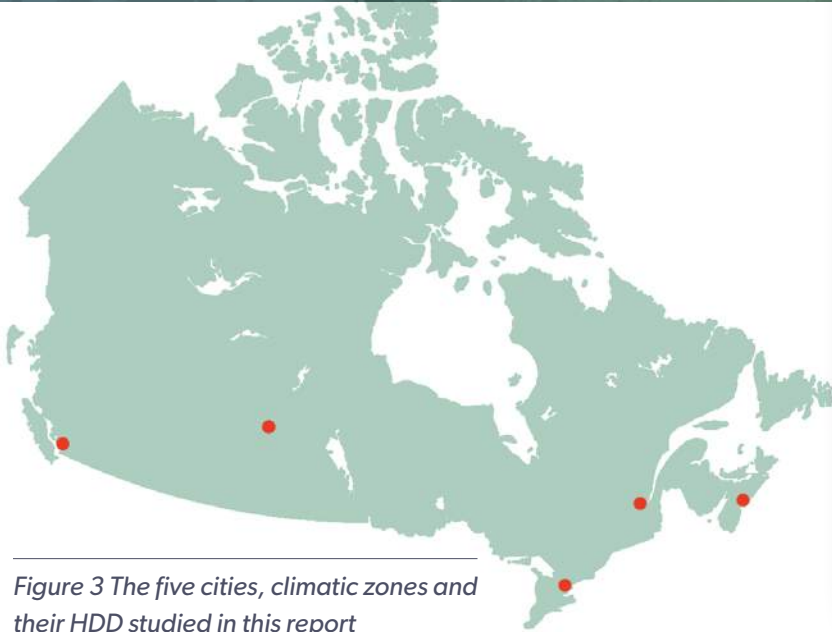 Figure 3 The five cities, climatic zones and
their HDD studied in this report